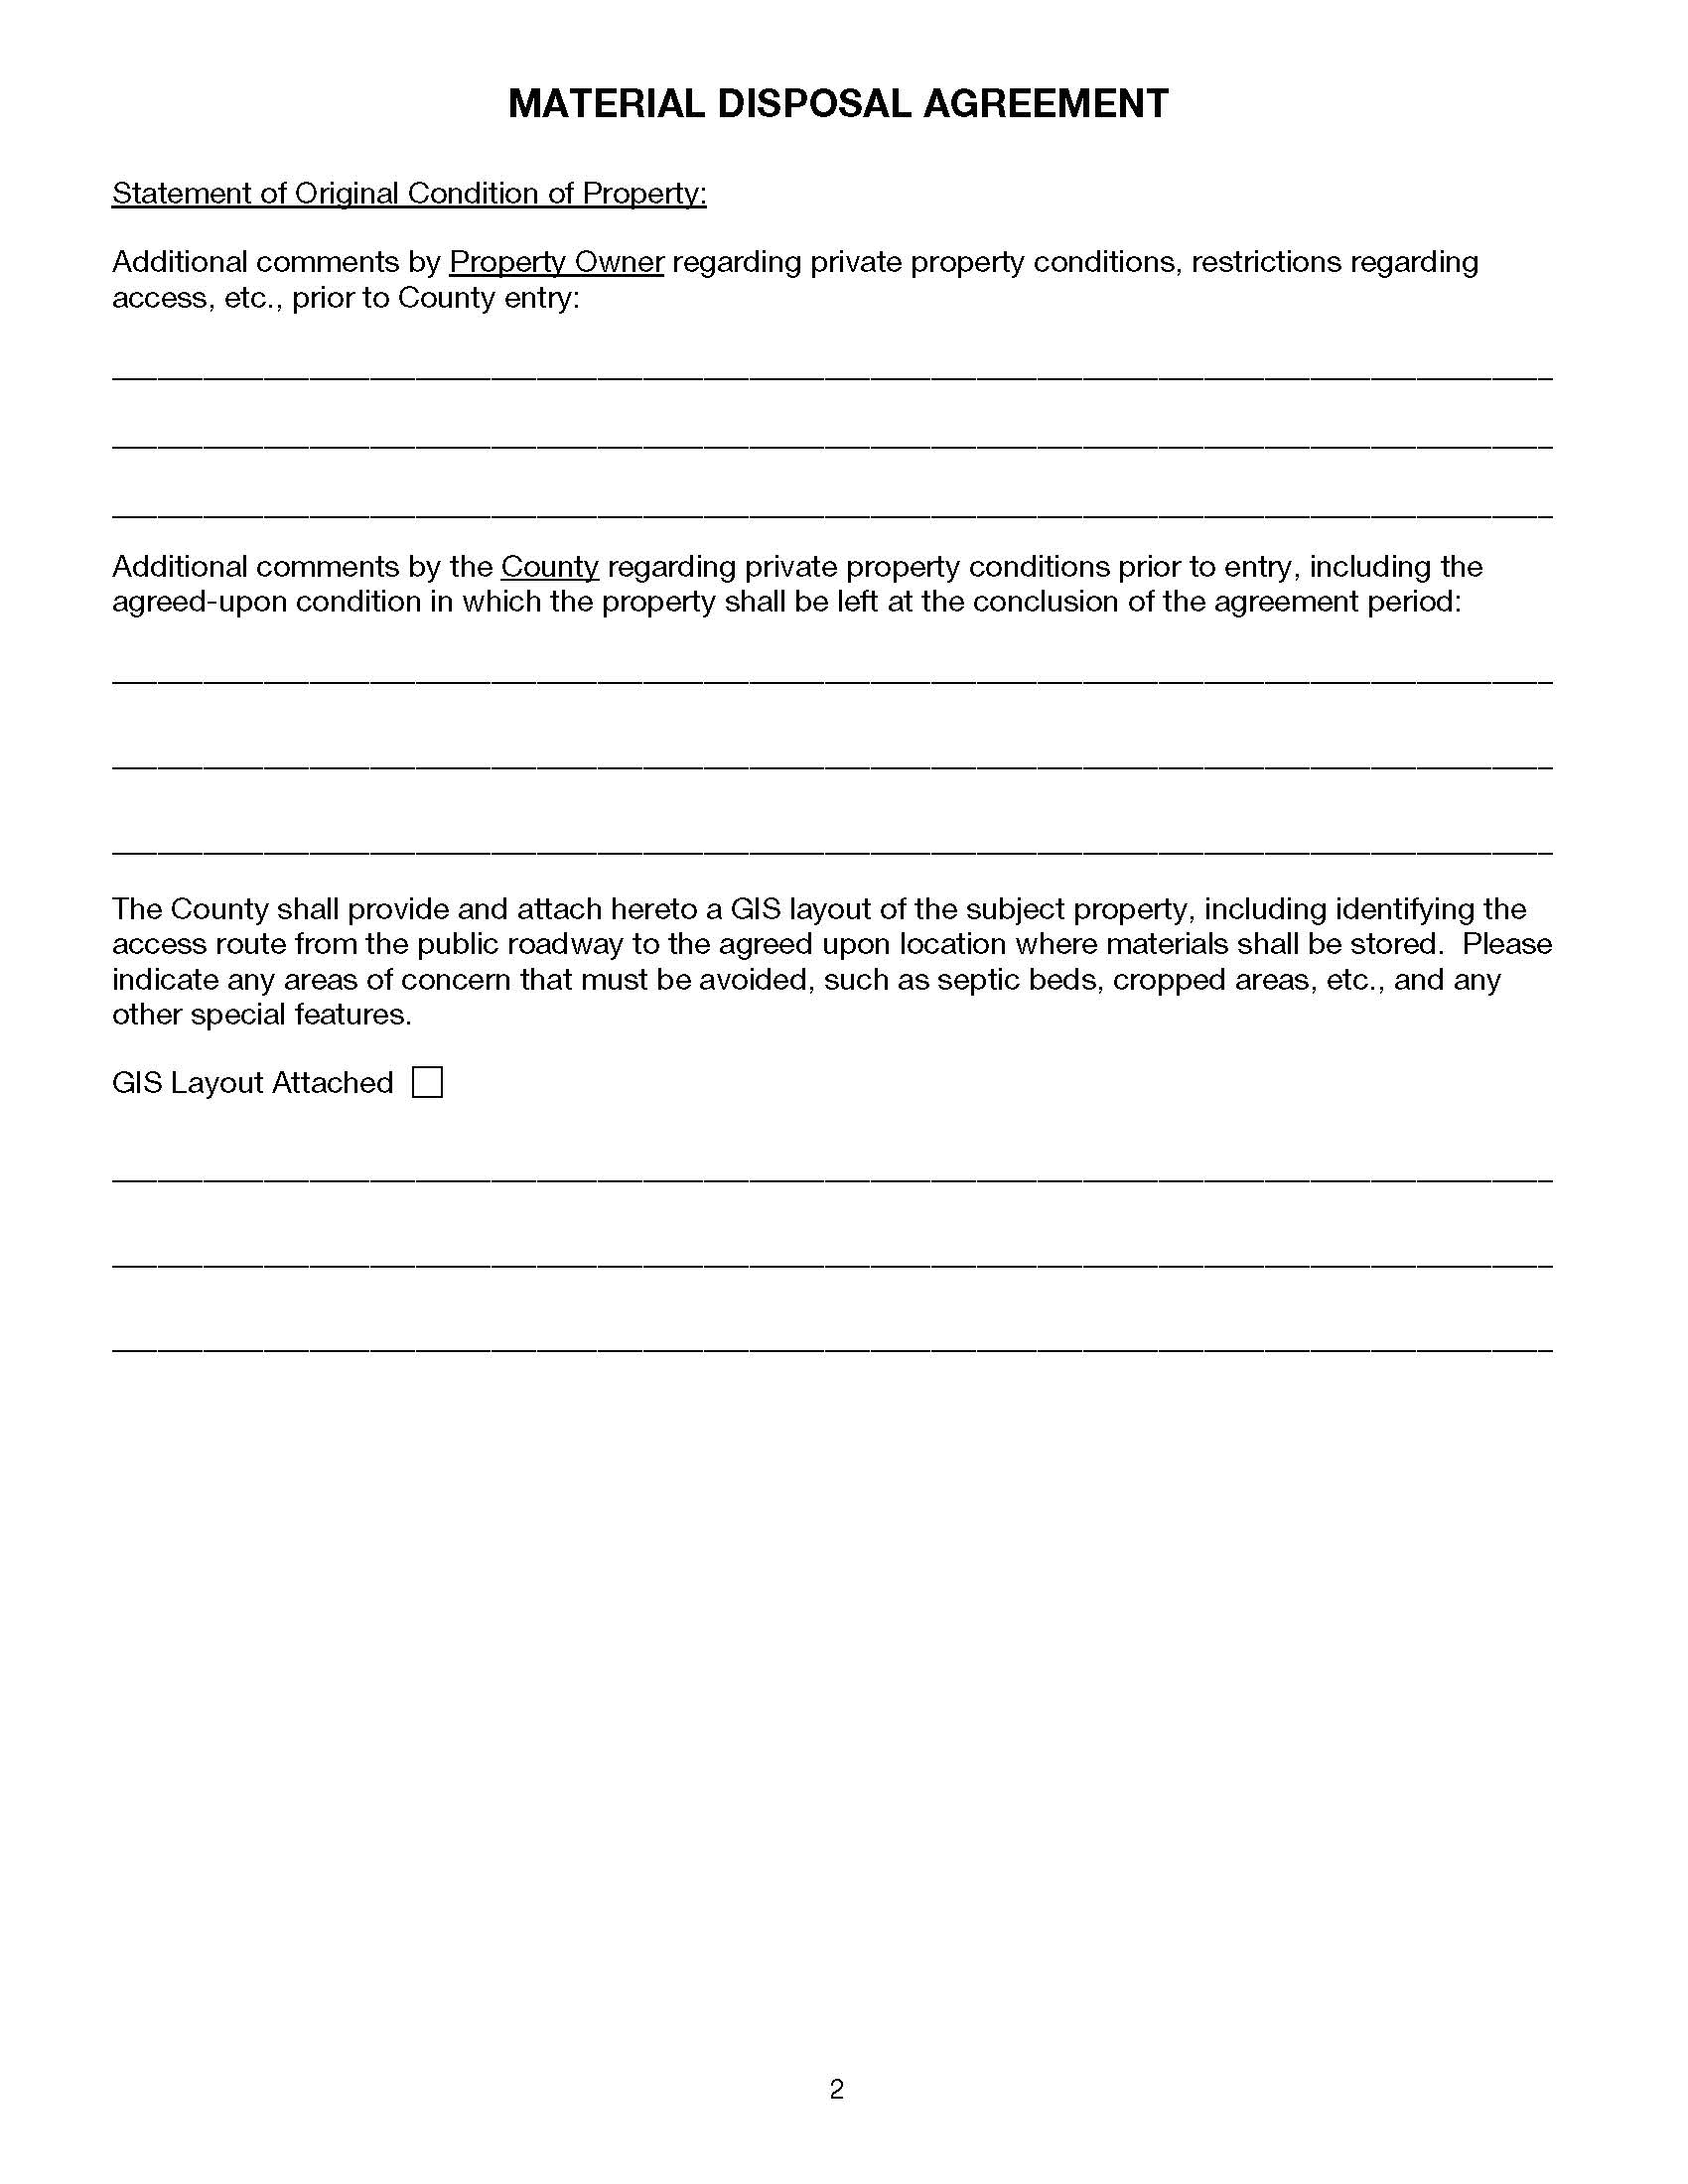 MATERIAL DISPOSAL AGREEMENT
Statement of Original Condition of Property:
Additional comments by Property Owner regarding private property conditions, restrictions regarding
access, etc., prior to County entry:
Additional comments by the County regarding private property conditions prior to entry, including the
agreed-upon condition in which the property shall be left at the conclusion of the agreement period:
The County shall provide and attach hereto a GIS layout of the subject property, including identifying the
access route from the public roadway to the agreed upon location where materials shall be stored.  Please
indicate any areas of concern that must be avoided, such as septic beds, cropped areas, etc., and any
other special features.
GIS Layout Attached
2